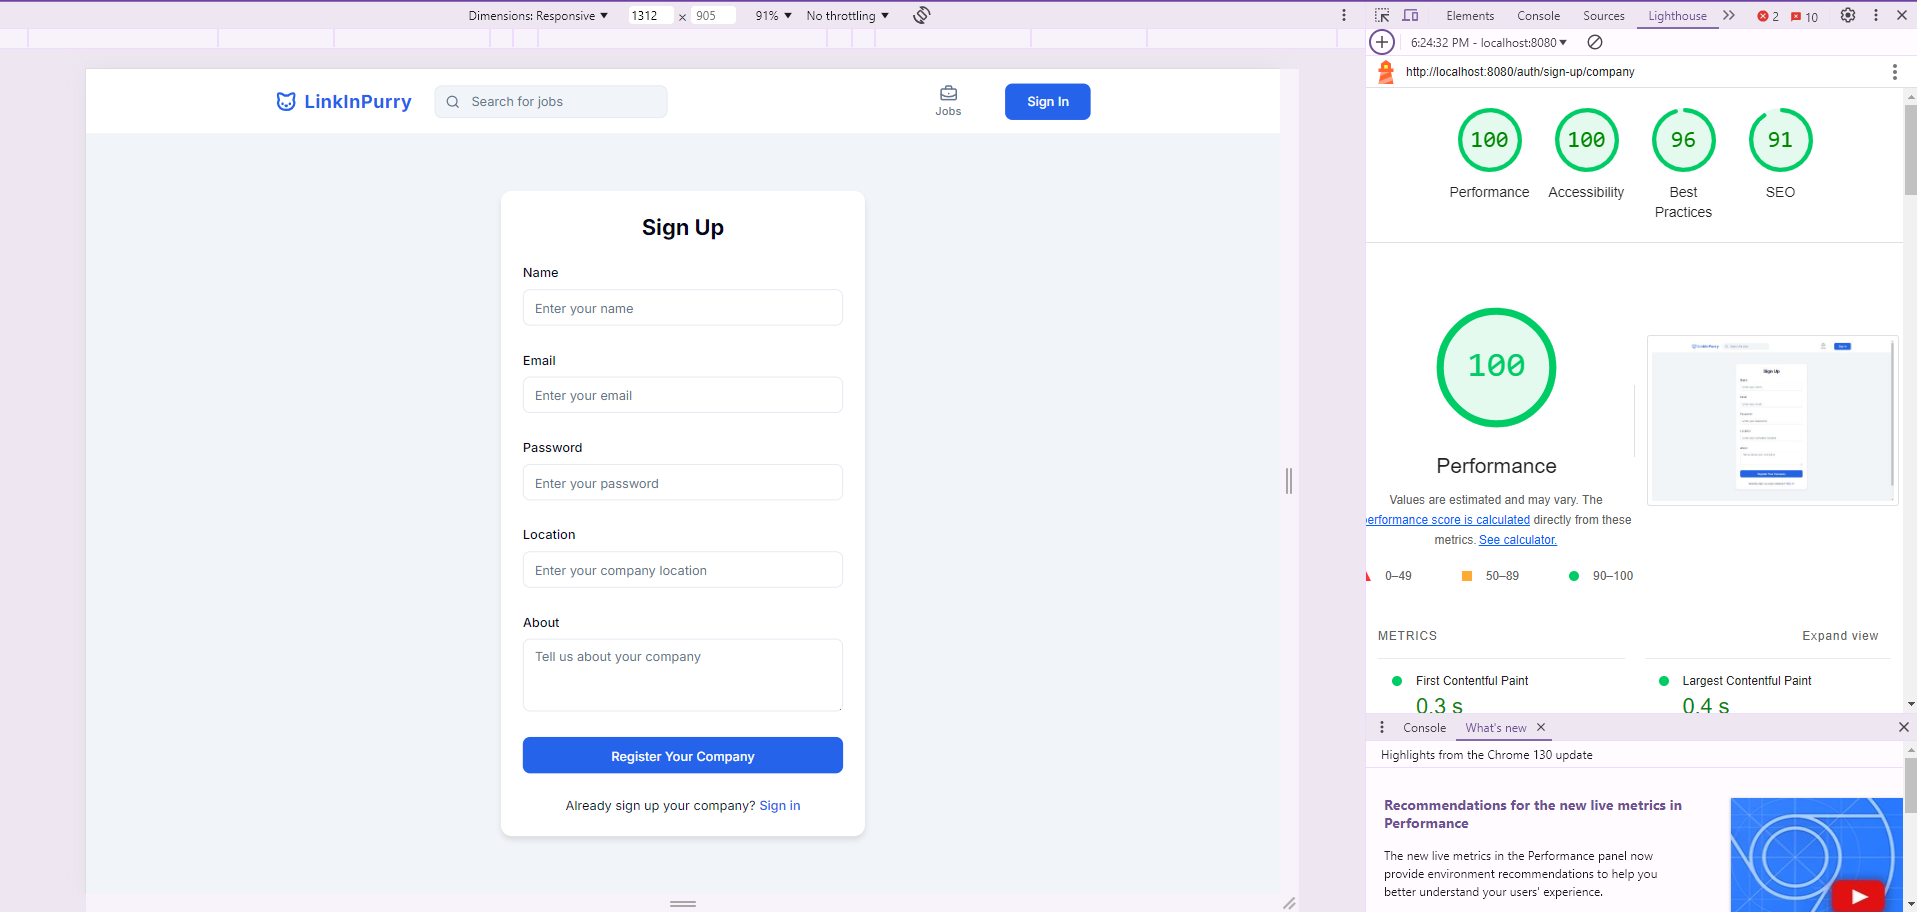 Dimensions: Responsive ▼ 1312 × 905 91% ▼ No throttling ▼
Elements Console Sources Lighthouse 2 10
6:24:32 PM - localhost:8080 ▼
http://localhost:8080/auth/sign-up/company
LinkInPurry Search for jobs Jobs Sign In
Sign Up
Name
Enter your name
Email
Enter your email
Password
Enter your password
Location
Enter your company location
About
Tell us about your company
Register Your Company
Already sign up your company? Sign in
100 100 96 91
Performance Accessibility Best Practices SEO
100
Performance
Values are estimated and may vary. The
performance score is calculated directly from these
metrics. See calculator.
0–49 50–89 90–100
METRICS Expand view
First Contentful Paint Largest Contentful Paint
0.3 s 0.4 s
Console What's new
Highlights from the Chrome 130 update
Recommendations for the new live metrics in
Performance
The new live metrics in the Performance panel now
provide environment recommendations to help you
better understand your users' experience.